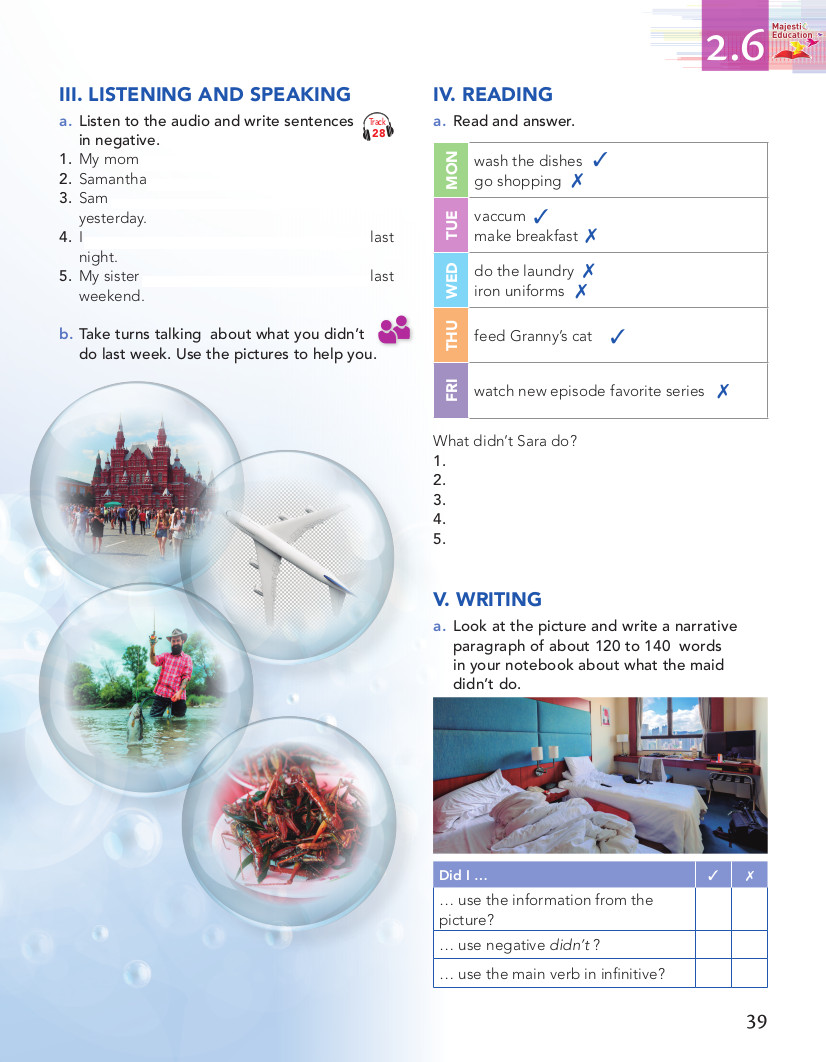 2.6
Majesti
Education
III. LISTENING AND SPEAKING
a. Listen to the audio and write sentences
in negative.
Track
28
1. My mom
2. Samantha
3. Sam
yesterday.
4. I last
night.
5. My sister last
weekend.
b. Take turns talking about what you didn't
do last week. Use the pictures to help you.
IV. READING
a. Read and answer.
MON
wash the dishes ✓
go shopping ✗
TUE
vaccum ✓
make breakfast ✗
WED
do the laundry ✗
iron uniforms ✗
THU
feed Granny's cat ✓
FRI
watch new episode favorite series ✗
What didn't Sara do?
1.
2.
3.
4.
5.
V. WRITING
a. Look at the picture and write a narrative
paragraph of about 120 to 140 words
in your notebook about what the maid
didn't do.
Did I ... ✓ ✗
... use the information from the
picture?
... use negative didn't ?
... use the main verb in infinitive?
39